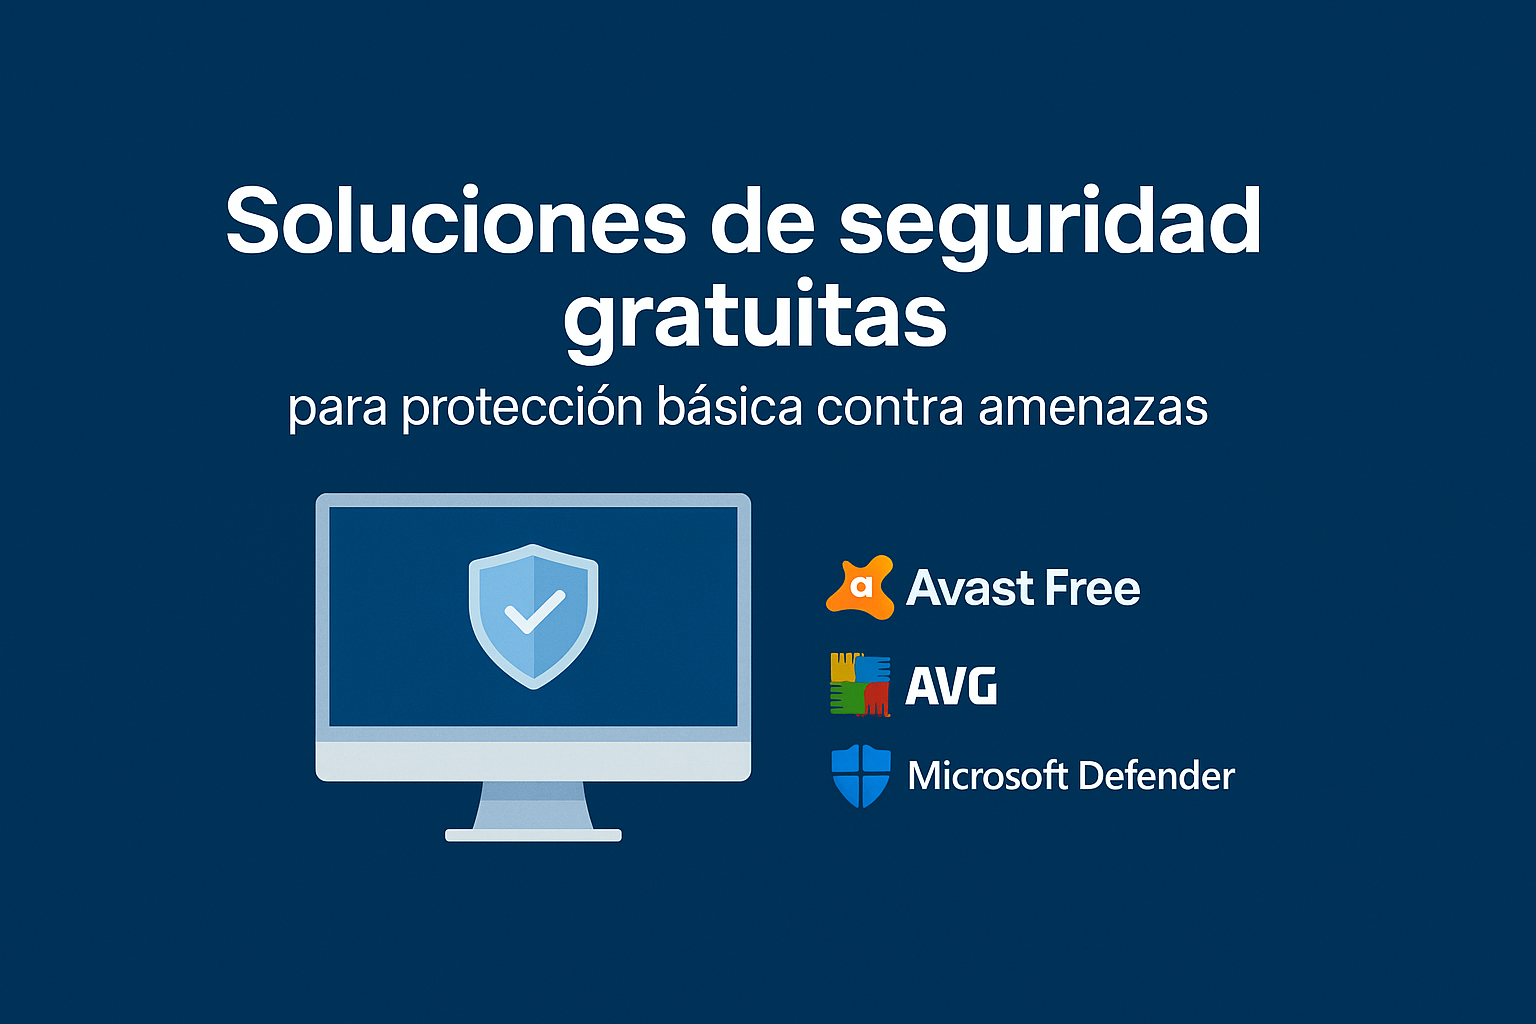 Soluciones de seguridad
gratuitas
para protección básica contra amenazas
a Avast Free
AVG
Microsoft Defender